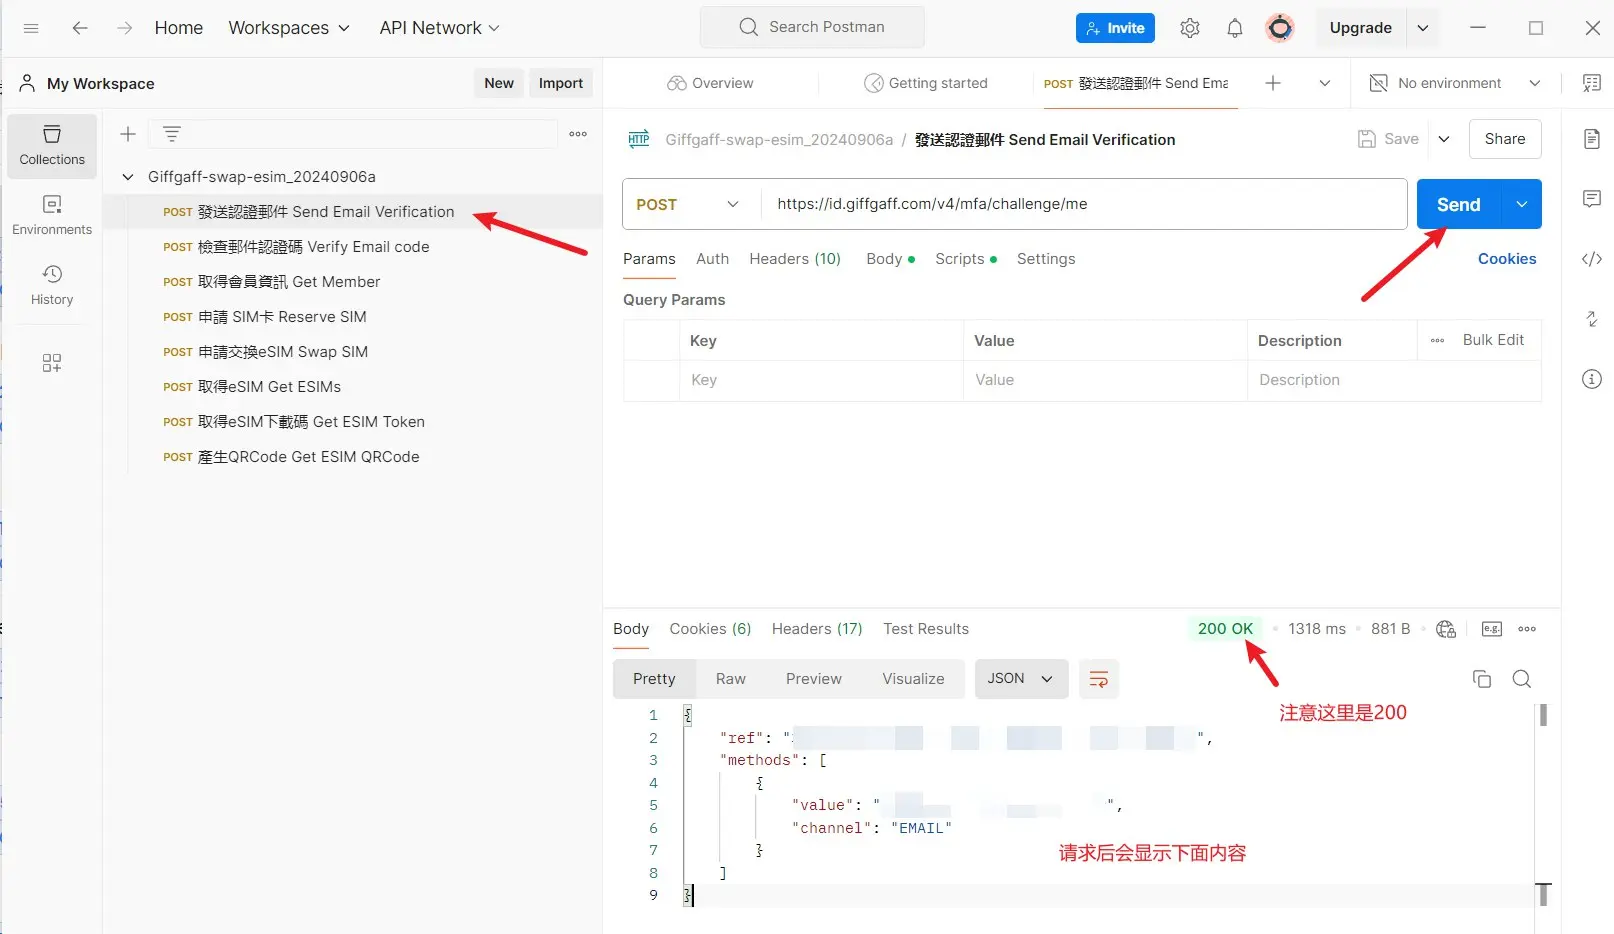 Home Workspaces API Network Search Postman Invite Upgrade
My Workspace New Import Overview Getting started POST 發送認證郵件 Send Ema No environment
Collections
Environments
History
Giffgaff-swap-esim_20240906a
POST 發送認證郵件 Send Email Verification
POST 檢查郵件認證碼 Verify Email code
POST 取得會員資訊 Get Member
POST 申請 SIM卡 Reserve SIM
POST 申請交換eSIM Swap SIM
POST 取得eSIM Get ESIMs
POST 取得eSIM下載碼 Get ESIM Token
POST 產生QRCode Get ESIM QRCode
HTTP Giffgaff-swap-esim_20240906a / 發送認證郵件 Send Email Verification Save Share
POST https://id.giffgaff.com/v4/mfa/challenge/me Send
Params Auth Headers (10) Body Scripts Settings Cookies
Query Params
Key Value Description Bulk Edit
Key Value Description
Body Cookies (6) Headers (17) Test Results 200 OK 1318 ms 881 B e.g.
Pretty Raw Preview Visualize JSON
注意这里是200
1 {
2 "ref": "",
3 "methods": [
4 {
5 "value": "",
6 "channel": "EMAIL"
7 }
请求后会显示下面内容
8 ]
9 }